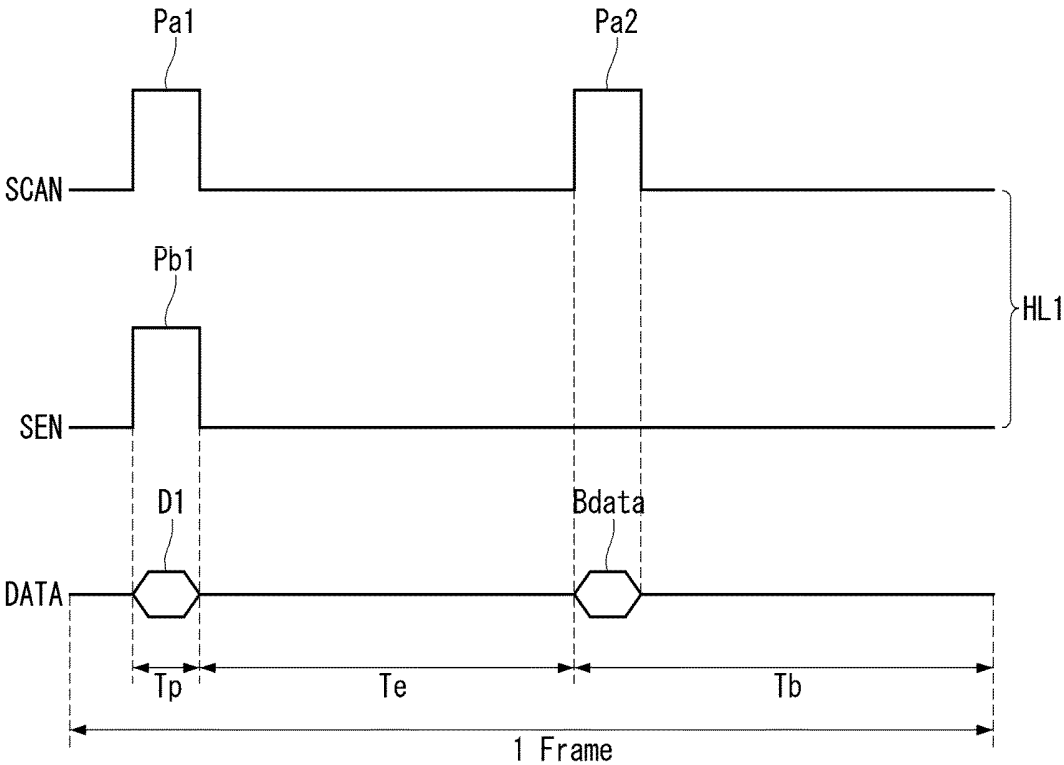 Pa1
Pa2
SCAN
Pb1
HL1
SEN
D1
Bdata
DATA
Tp
Te
Tb
1 Frame